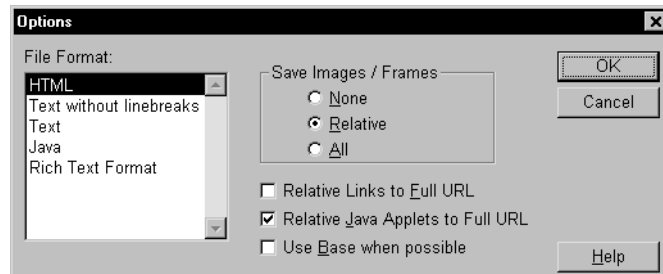 Options
File Format:
HTML
Text without linebreaks
Text
Java
Rich Text Format
Save Images / Frames
None
Relative
All
Relative Links to Full URL
Relative Java Applets to Full URL
Use Base when possible
OK
Cancel
Help